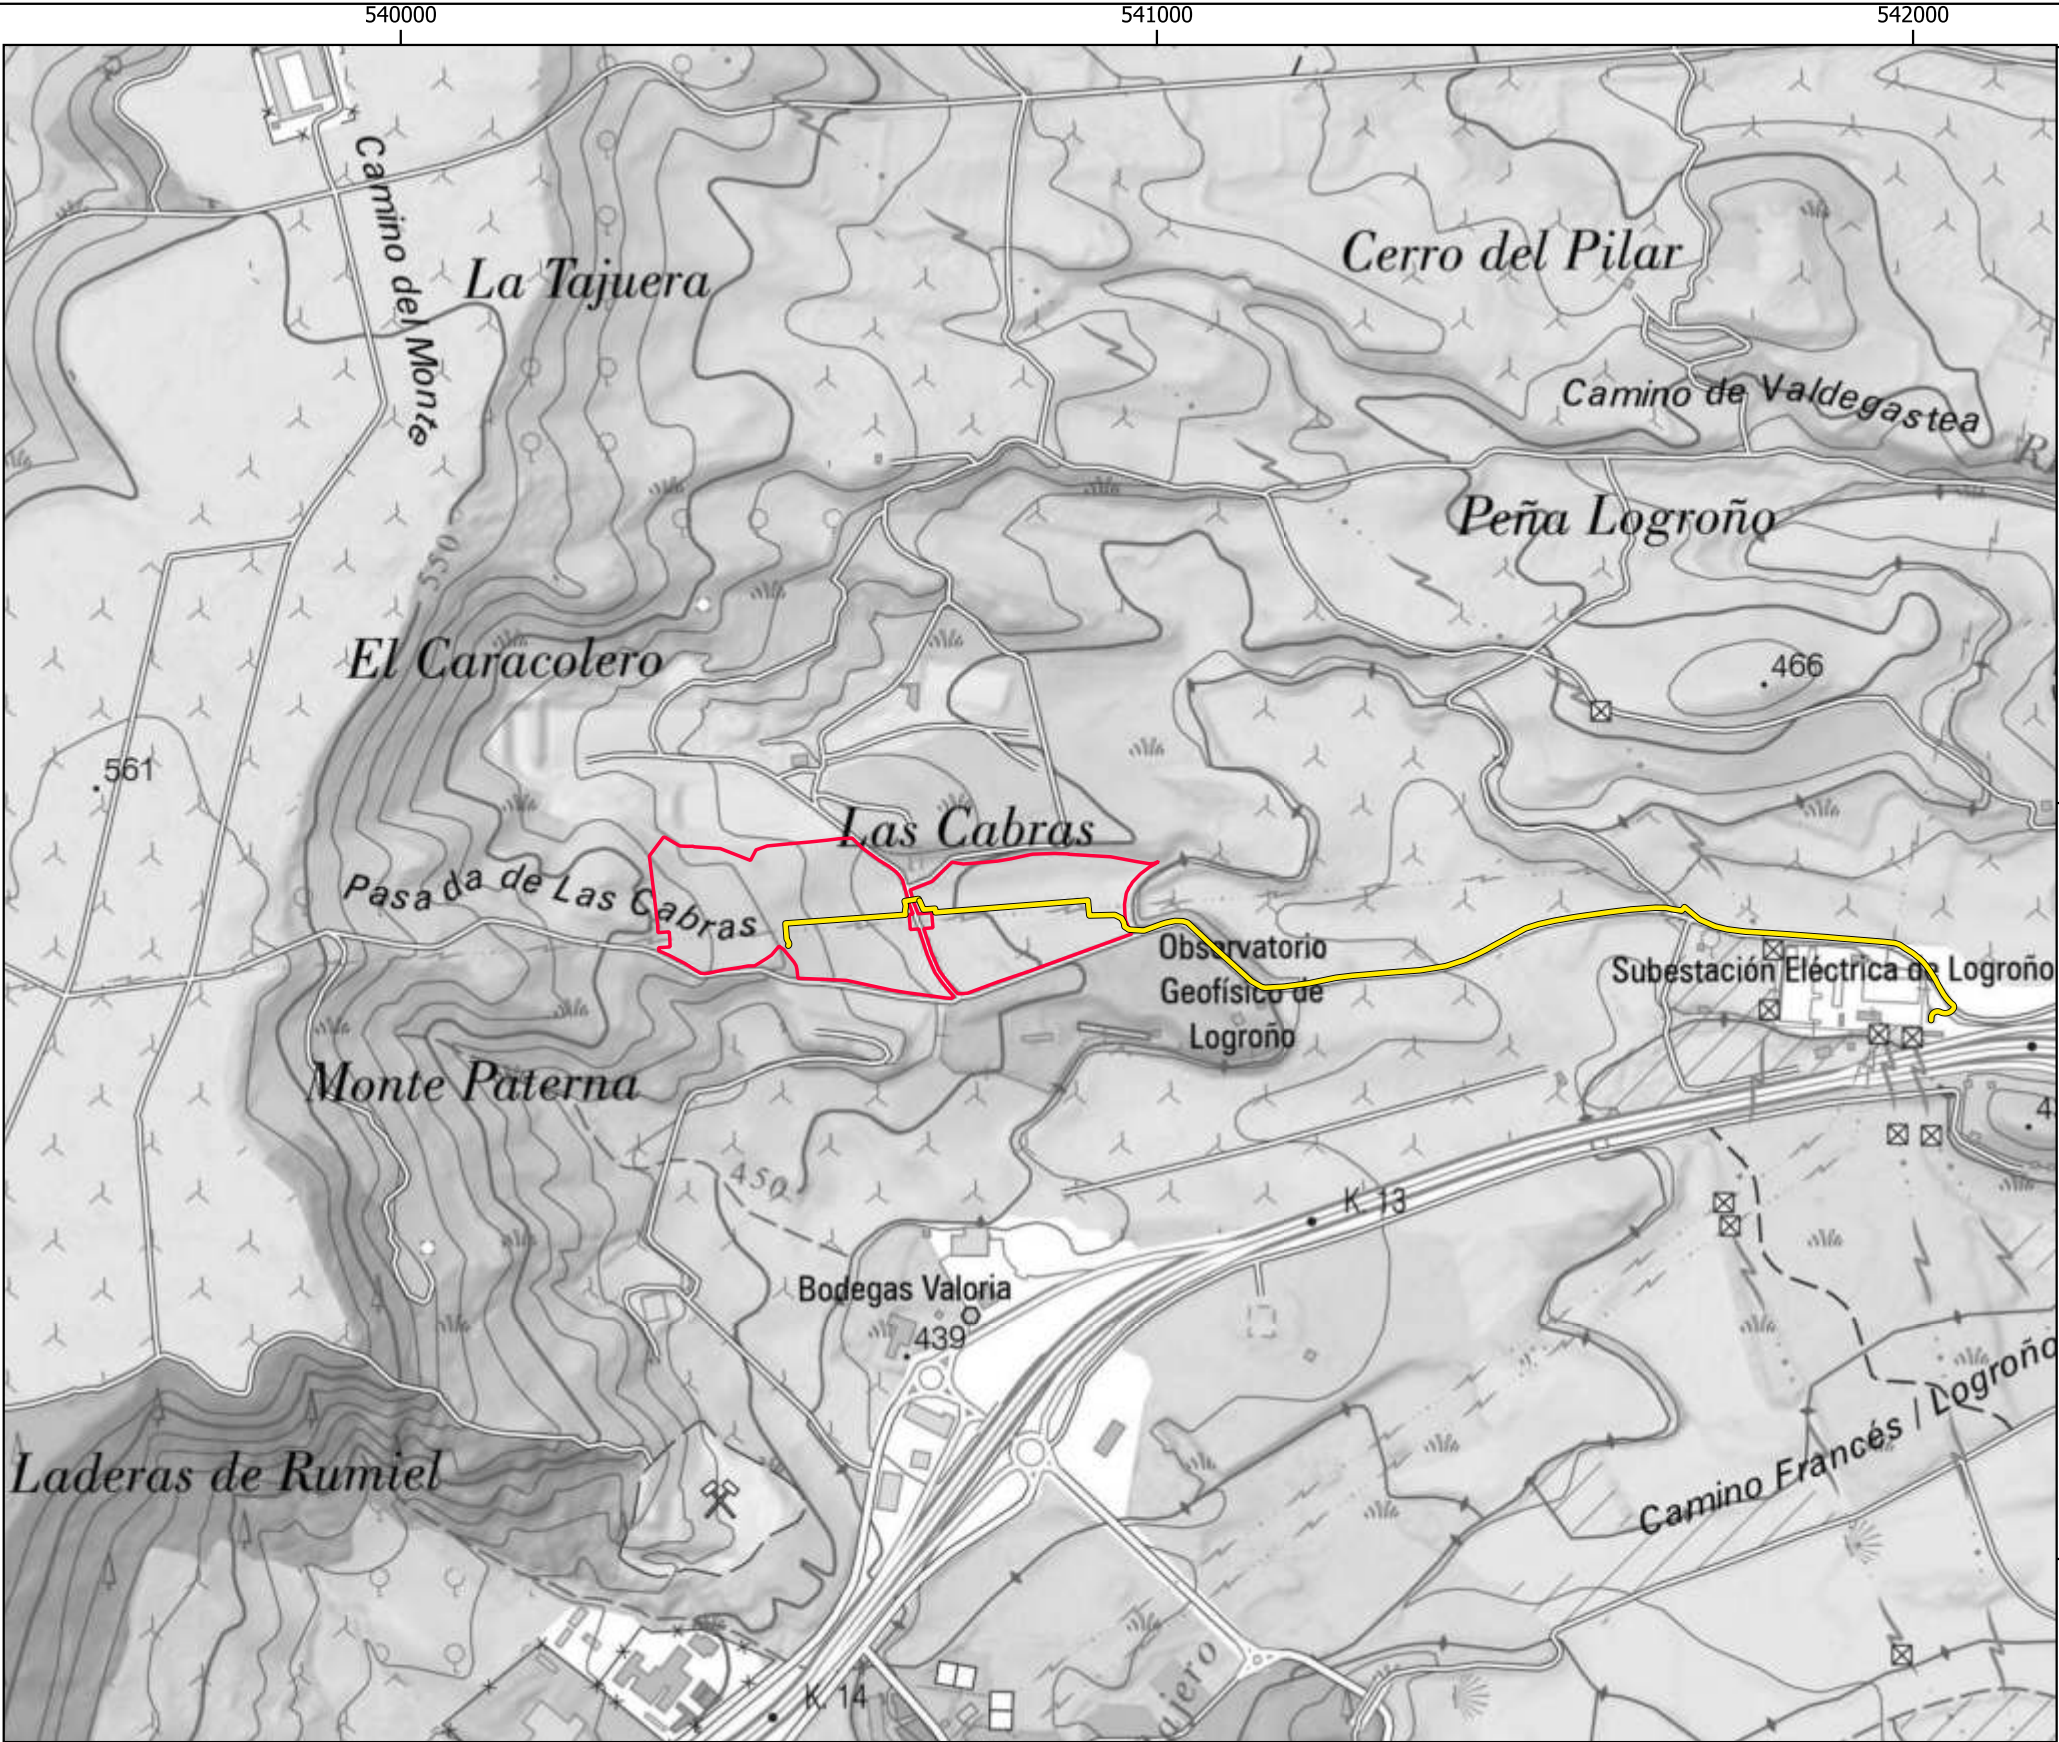 540000
541000
542000
Camino del Monte
La Tajuera
Cerro del Pilar
Camino de Valdegastea
Peña Logroño
550
El Caracolero
466
561
Las Cabras
Pasada de Las Cabras
Observatorio
Geofísico de
Logroño
Subestación Eléctrica de Logroño
Monte Paterna
450
K. 13
Bodegas Valoria
439
Camino Francés / Logroño
Laderas de Rumiel
K. 14